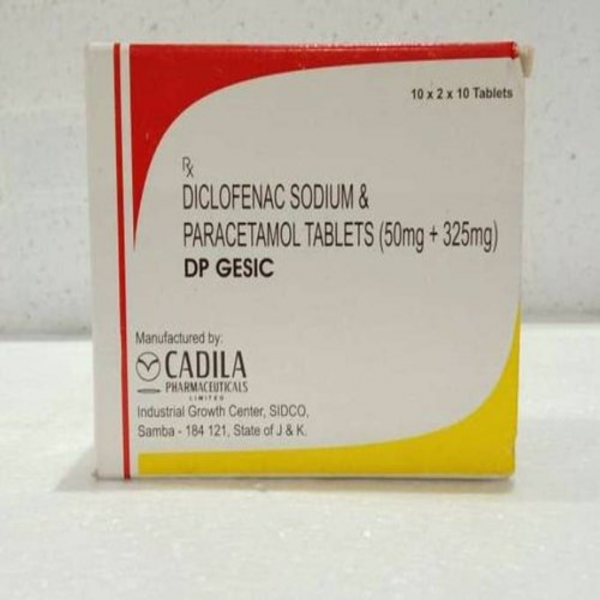 10 x 2 x 10 Tablets
Rx
DICLOFENAC SODIUM &
PARACETAMOL TABLETS (50mg + 325mg)
DP GESIC
Manufactured by:
CADILA
PHARMACEUTICALS
LIMITED
Industrial Growth Center, SIDCO,
Samba - 184 121, State of J & K.